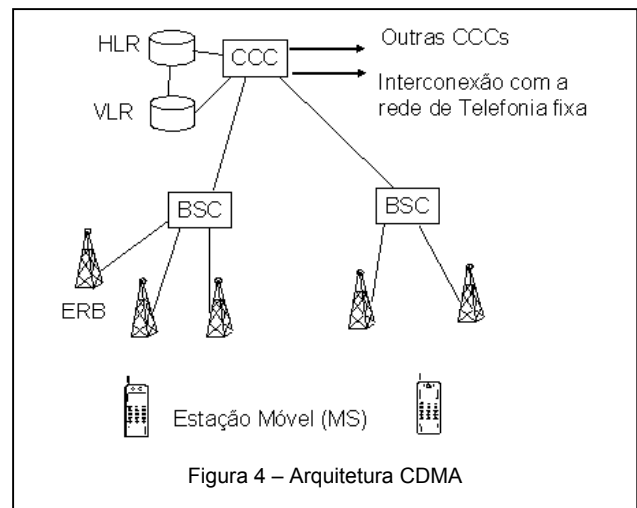 HLR
CCC
Outras CCCs
Interconexão com a
rede de Telefonia fixa
VLR
BSC
BSC
ERB
Estação Móvel (MS)
Figura 4 – Arquitetura CDMA